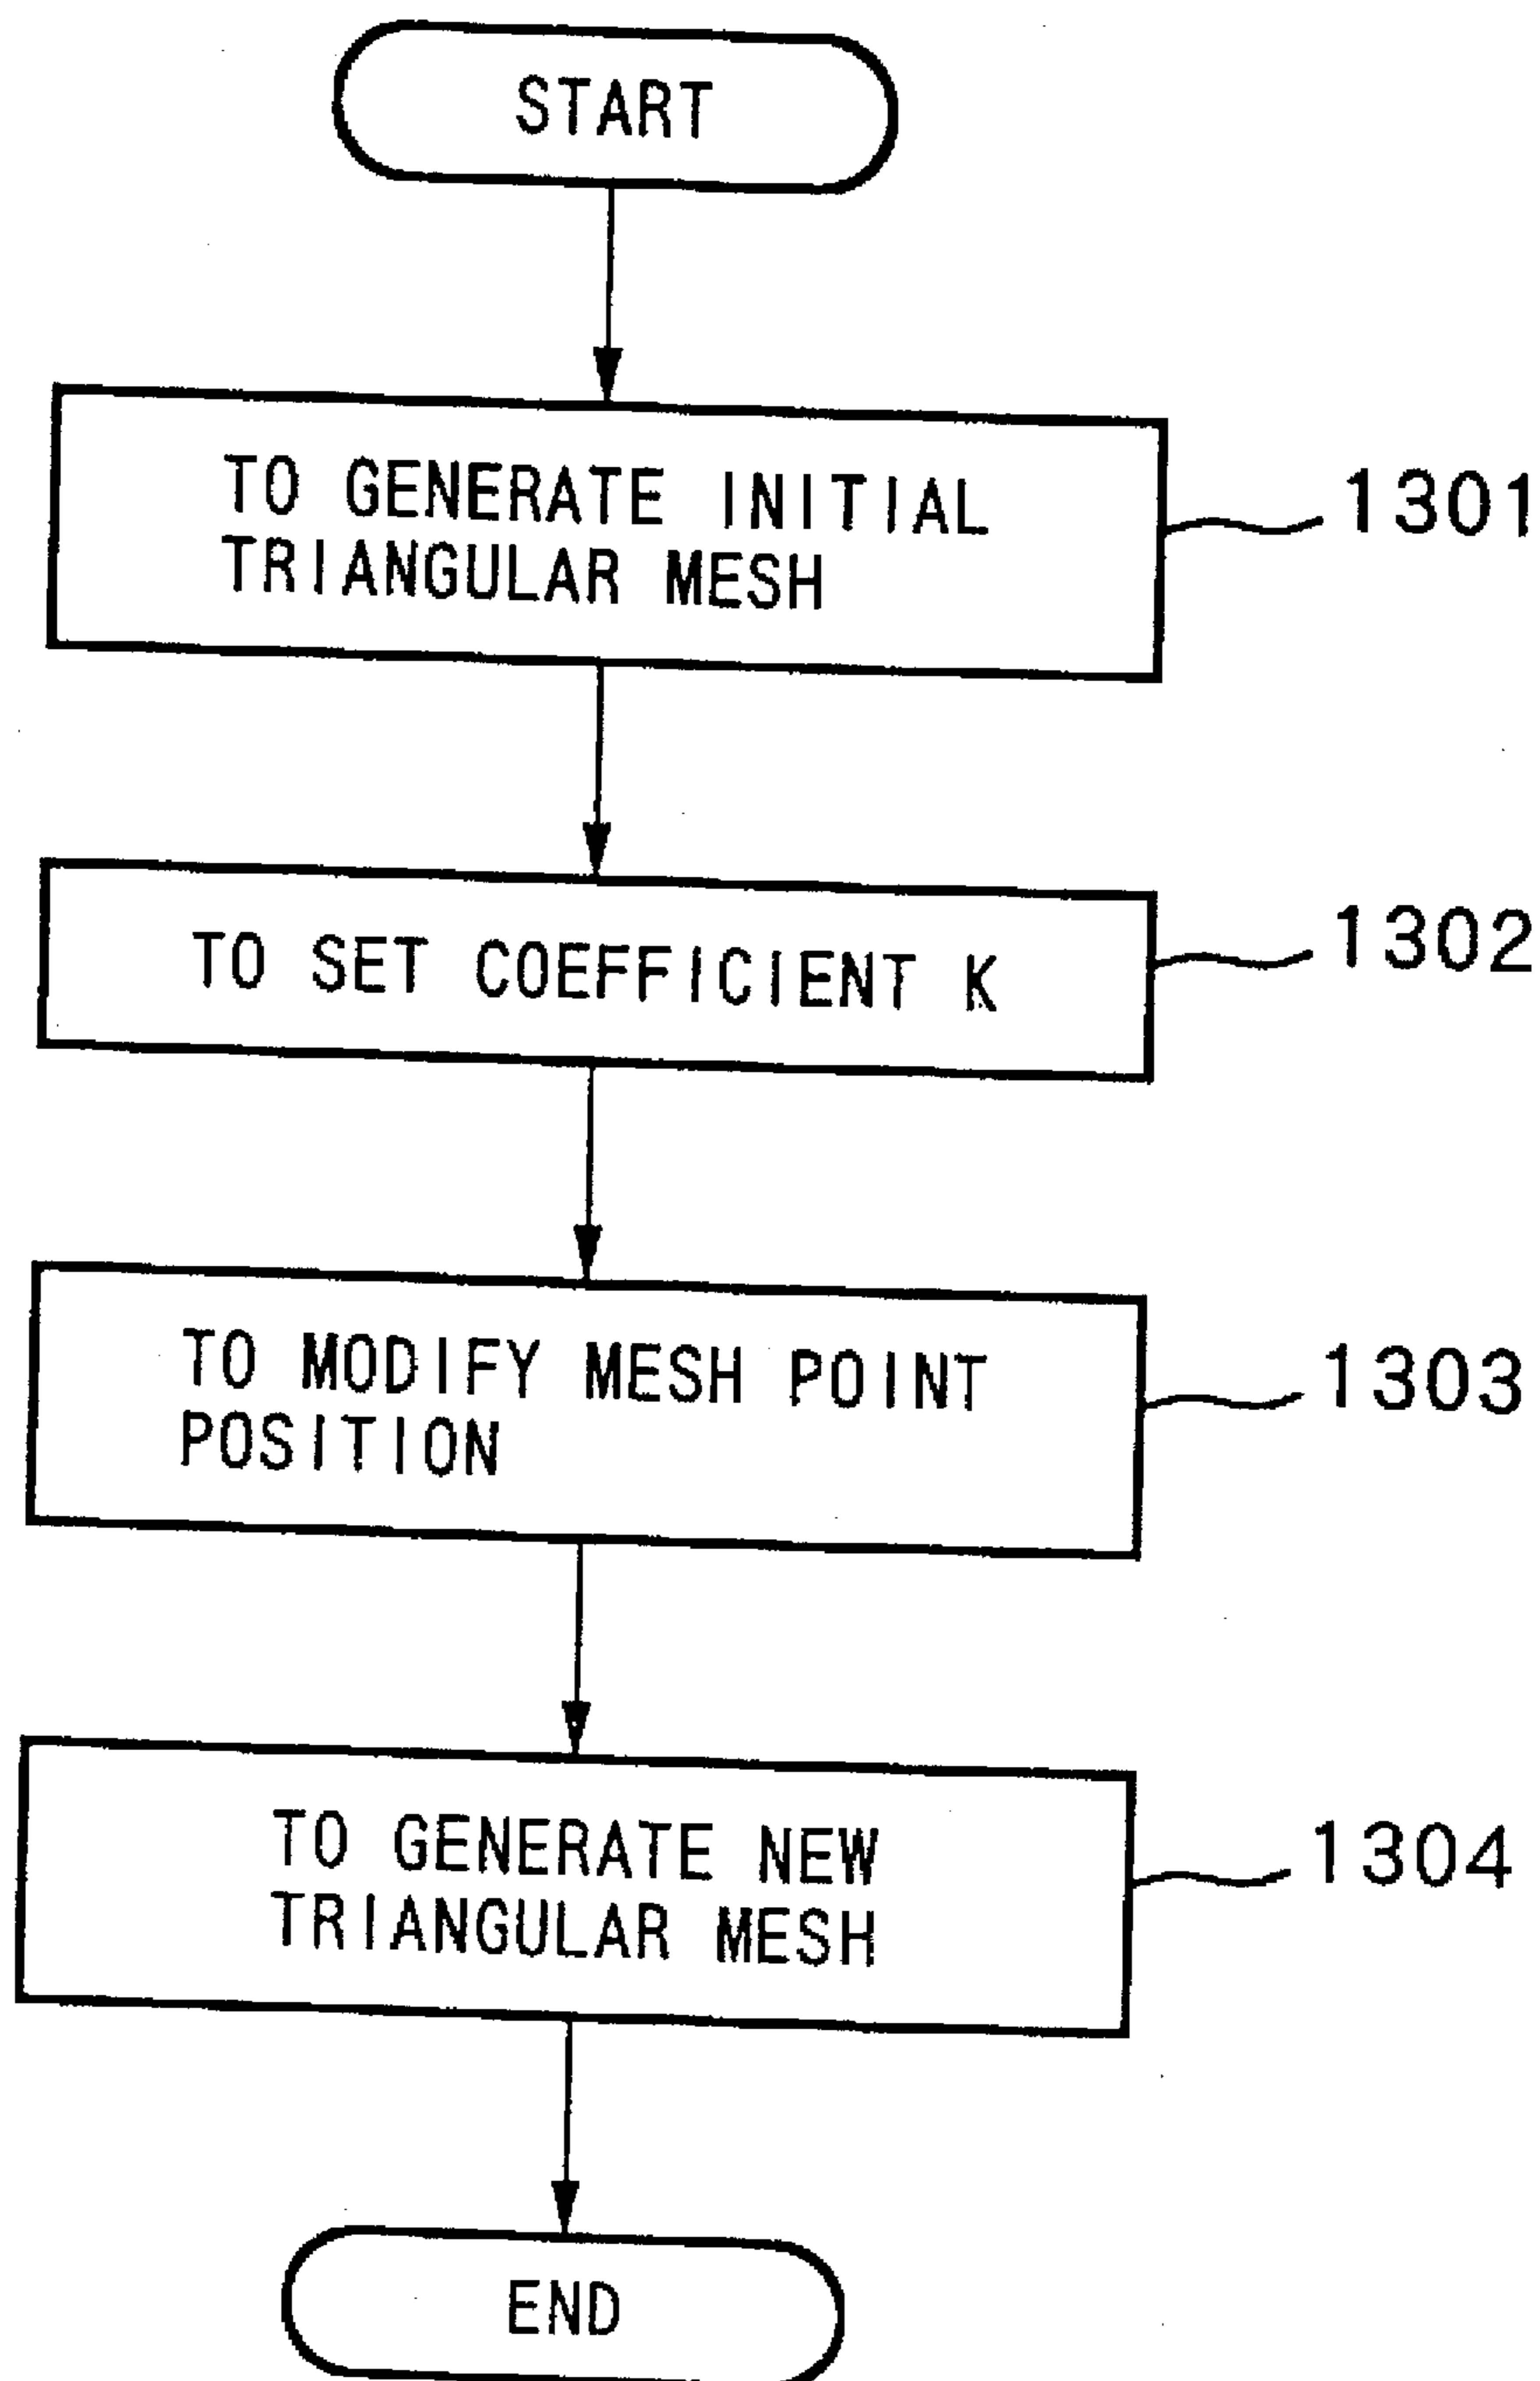 START
TO GENERATE INITIAL
TRIANGULAR MESH
1301
TO SET COEFFICIENT K
1302
TO MODIFY MESH POINT
POSITION
1303
TO GENERATE NEW
TRIANGULAR MESH
1304
END